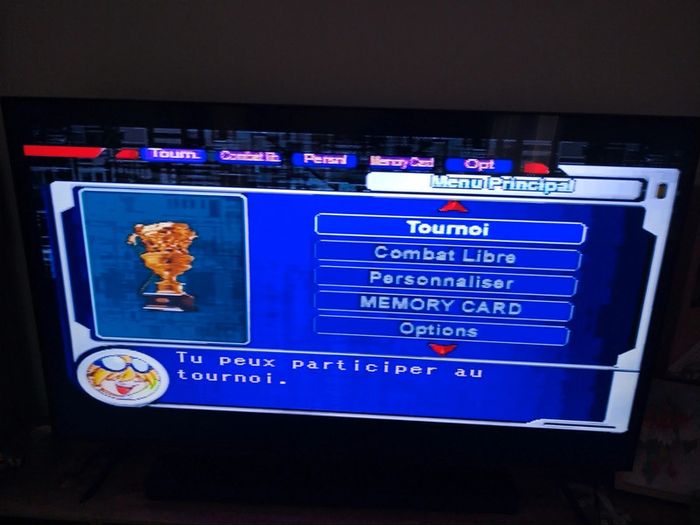 Tourn. Combat lib. Persnl Memory Card Opt
Menu Principal
Tournoi
Combat Libre
Personnaliser
MEMORY CARD
Options
Tu peux participer au
tournoi.